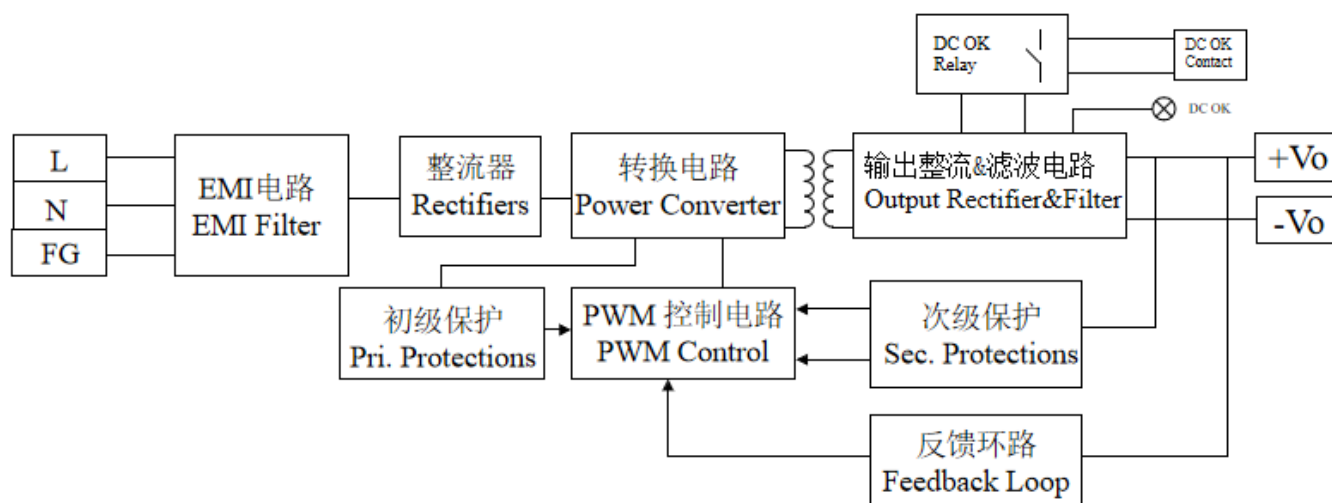 DC OK
Relay
DC OK
Contact
DC OK
L
N
FG
EMI电路
EMI Filter
整流器
Rectifiers
转换电路
Power Converter
输出整流&滤波电路
Output Rectifier&Filter
+Vo
-Vo
初级保护
Pri. Protections
PWM 控制电路
PWM Control
次级保护
Sec. Protections
反馈环路
Feedback Loop